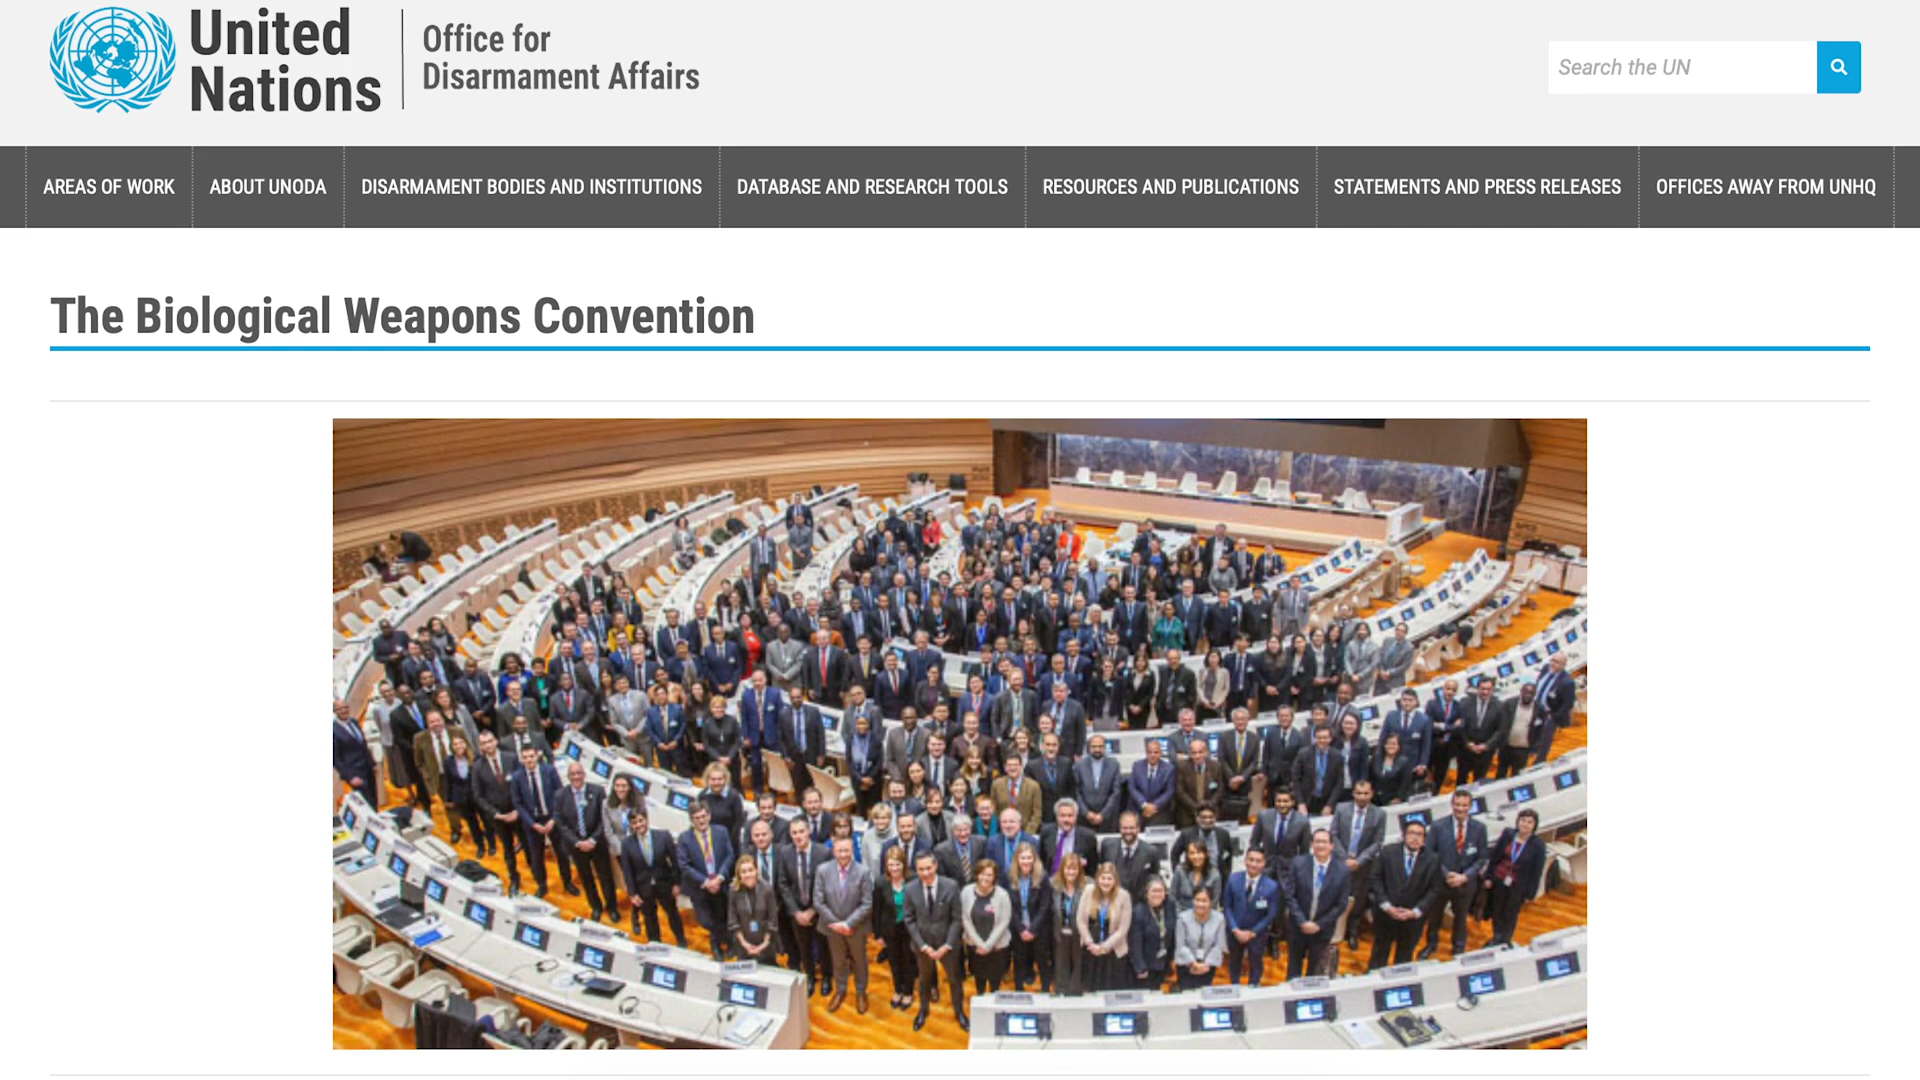 United
Nations
Office for
Disarmament Affairs
Search the UN
AREAS OF WORK
ABOUT UNODA
DISARMAMENT BODIES AND INSTITUTIONS
DATABASE AND RESEARCH TOOLS
RESOURCES AND PUBLICATIONS
STATEMENTS AND PRESS RELEASES
OFFICES AWAY FROM UNHQ
The Biological Weapons Convention